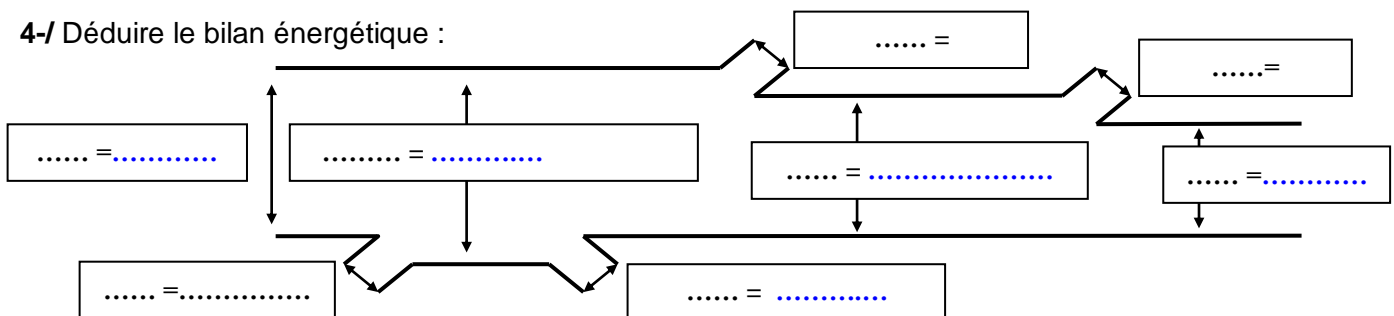 4-/ Déduire le bilan énergétique :
...... =
......=
...... =............
......... = .............
...... = .....................
...... =............
...... =...............
...... = .............